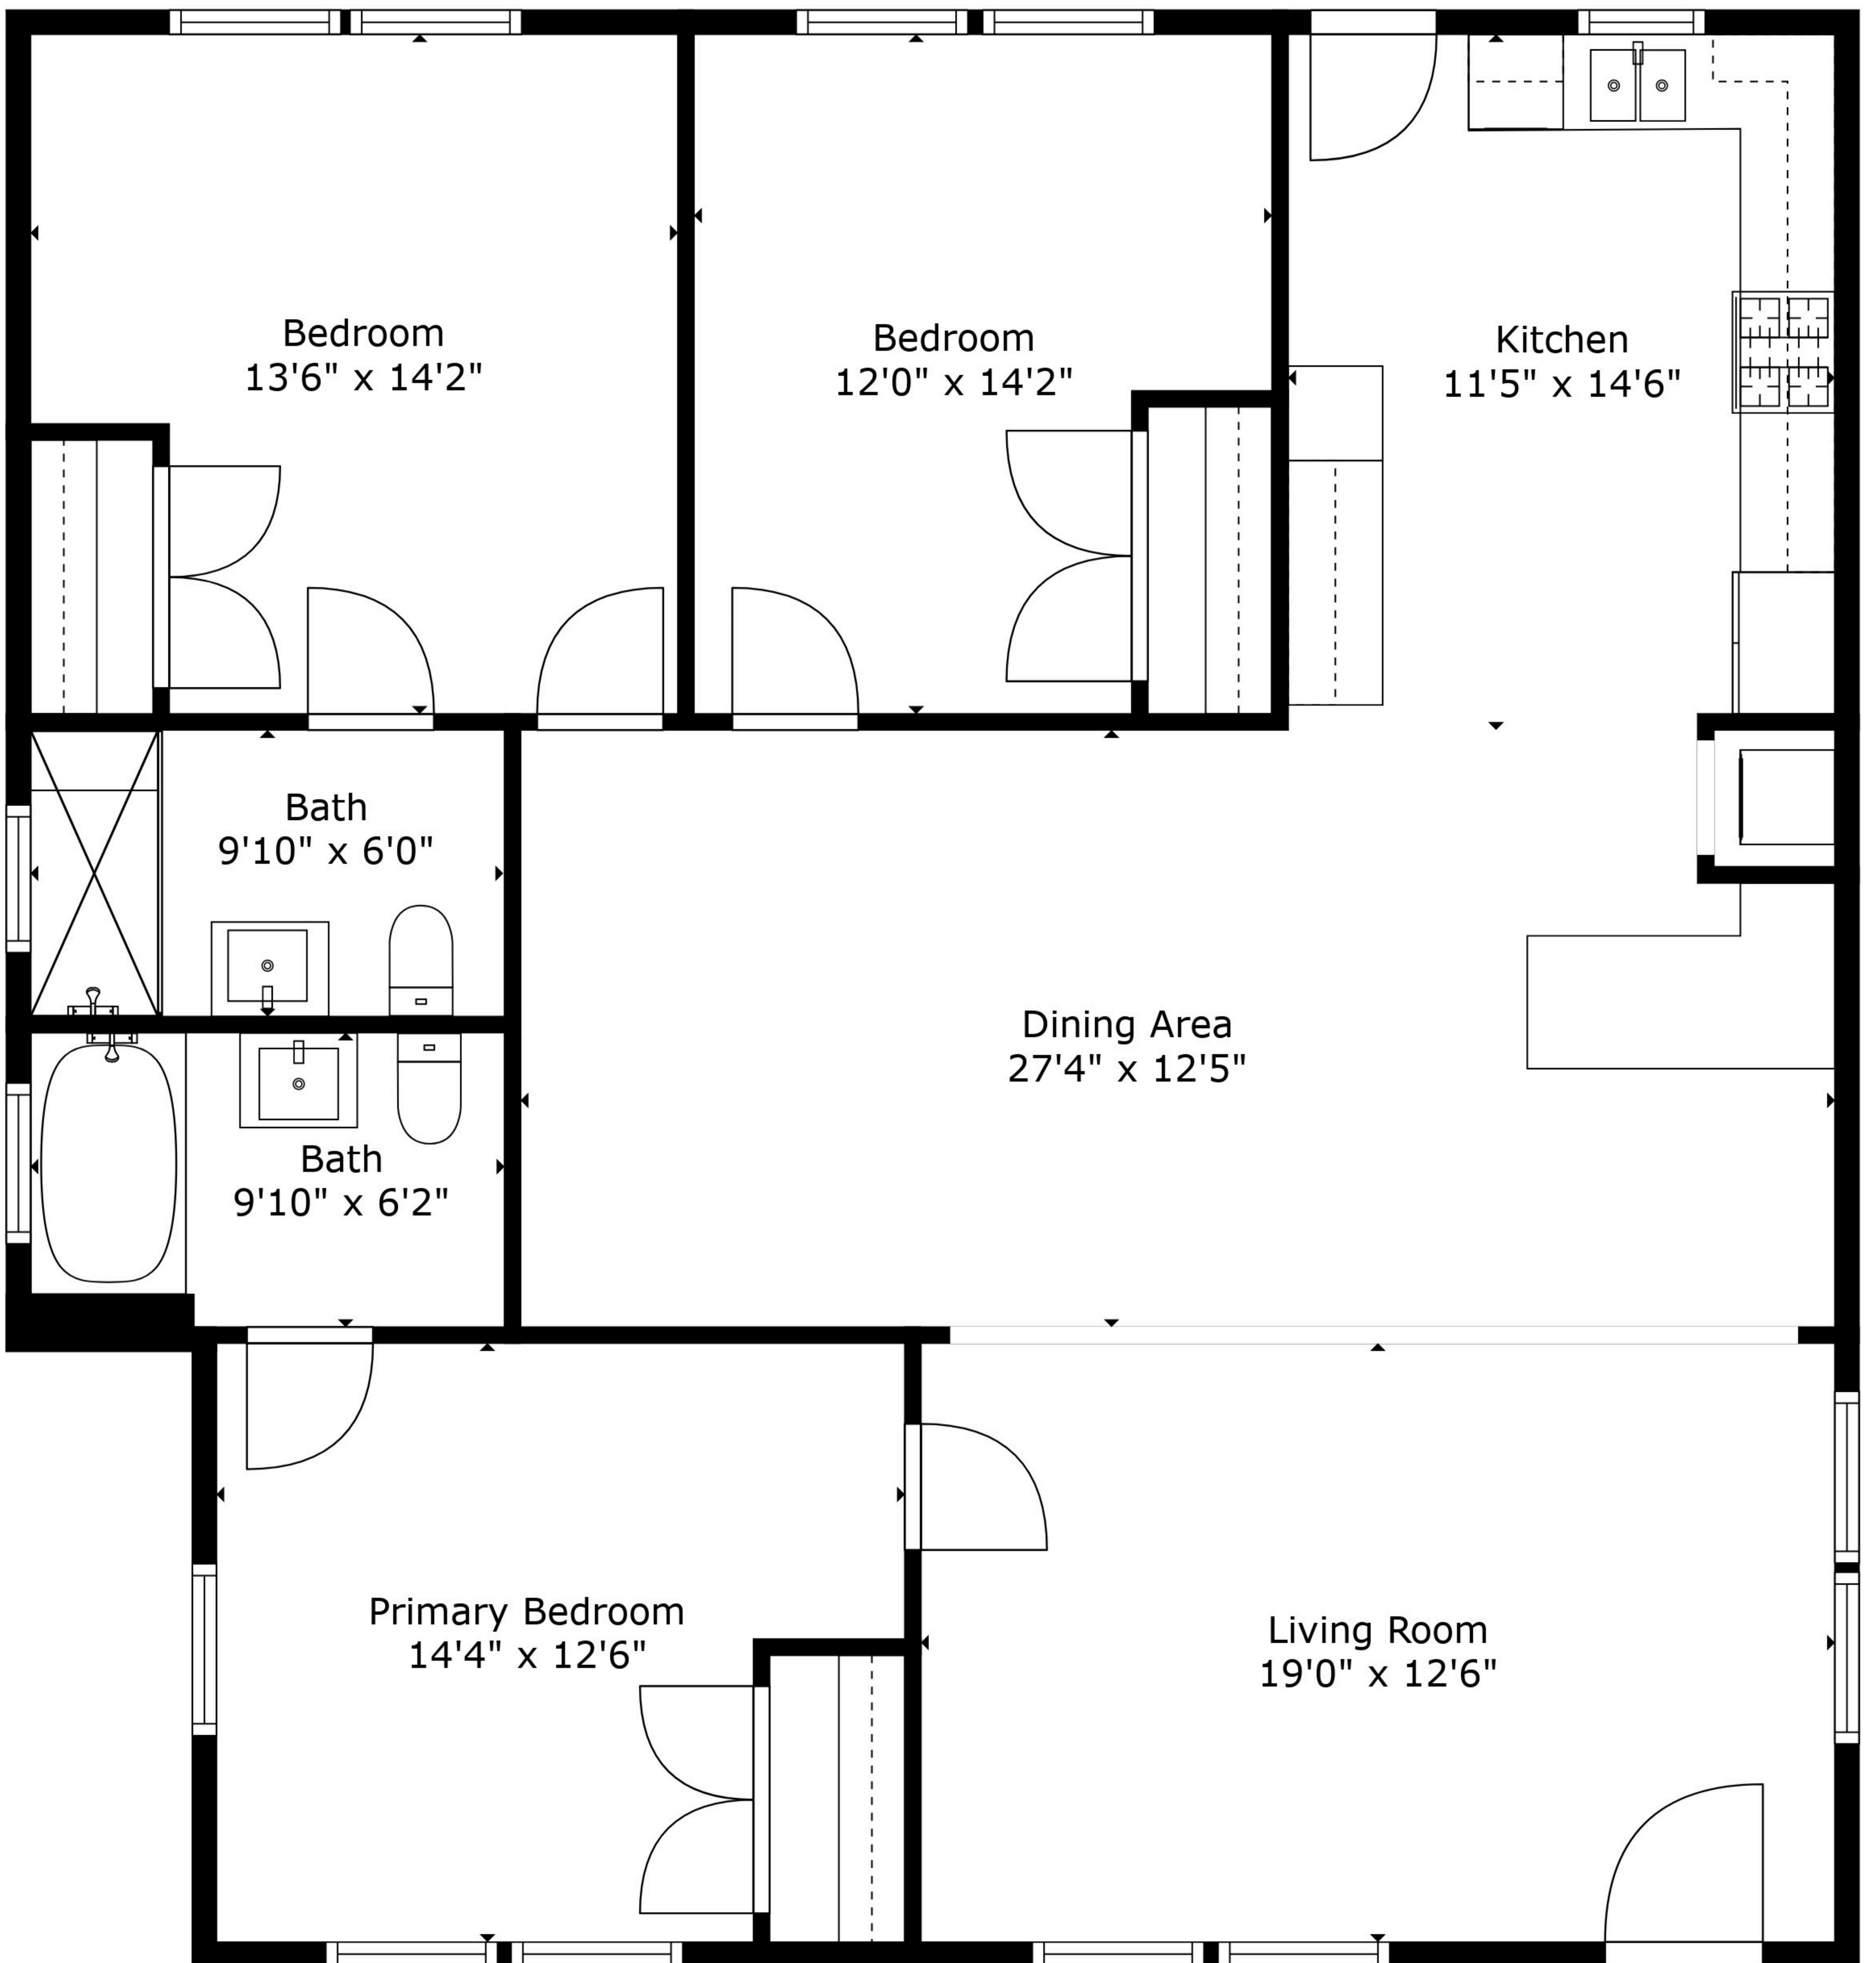 Bedroom
13'6" x 14'2"
Bedroom
12'0" x 14'2"
Kitchen
11'5" x 14'6"
Bath
9'10" x 6'0"
Dining Area
27'4" x 12'5"
Bath
9'10" x 6'2"
Primary Bedroom
14'4" x 12'6"
Living Room
19'0" x 12'6"